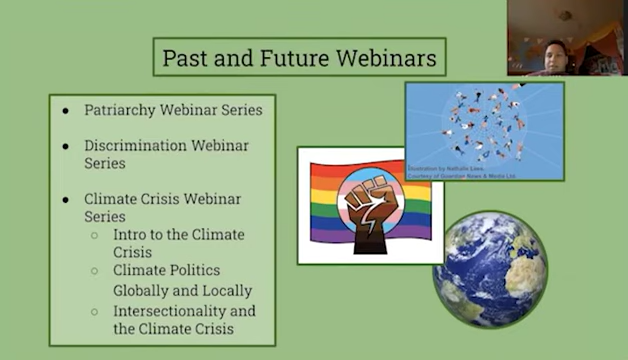 Past and Future Webinars
Patriarchy Webinar Series
Discrimination Webinar
Series
Climate Crisis Webinar
Series
Intro to the Climate
Crisis
Climate Politics
Globally and Locally
Intersectionality and
the Climate Crisis
Illustration by Nathalie Lees,
Courtesy of Guardian News & Media Ltd.